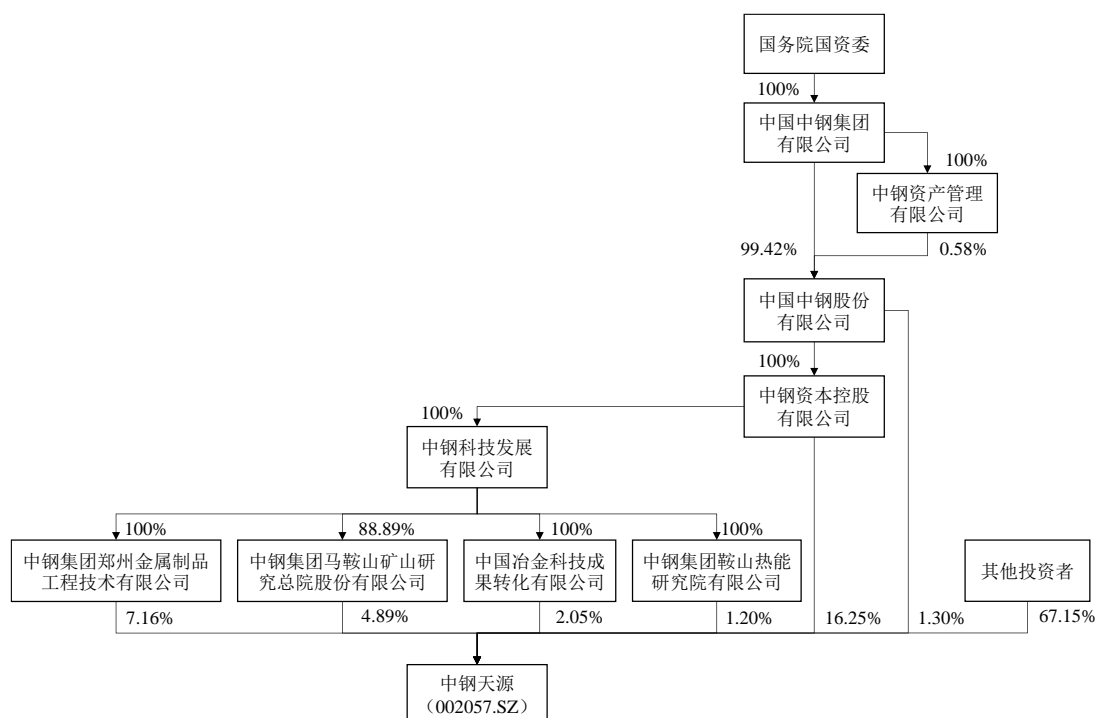 国务院国资委
100%
中国中钢集团
有限公司
100%
中钢资产管理
有限公司
99.42%
0.58%
中国中钢股份
有限公司
100%
中钢资本控股
有限公司
100%
中钢科技发展
有限公司
100%
88.89%
100%
100%
中钢集团郑州金属制品
工程技术有限公司
中钢集团马鞍山矿山研
究总院股份有限公司
中国冶金科技成
果转化有限公司
中钢集团鞍山热能
研究院有限公司
其他投资者
7.16%
4.89%
2.05%
1.20%
16.25%
1.30%
67.15%
中钢天源
（002057.SZ）